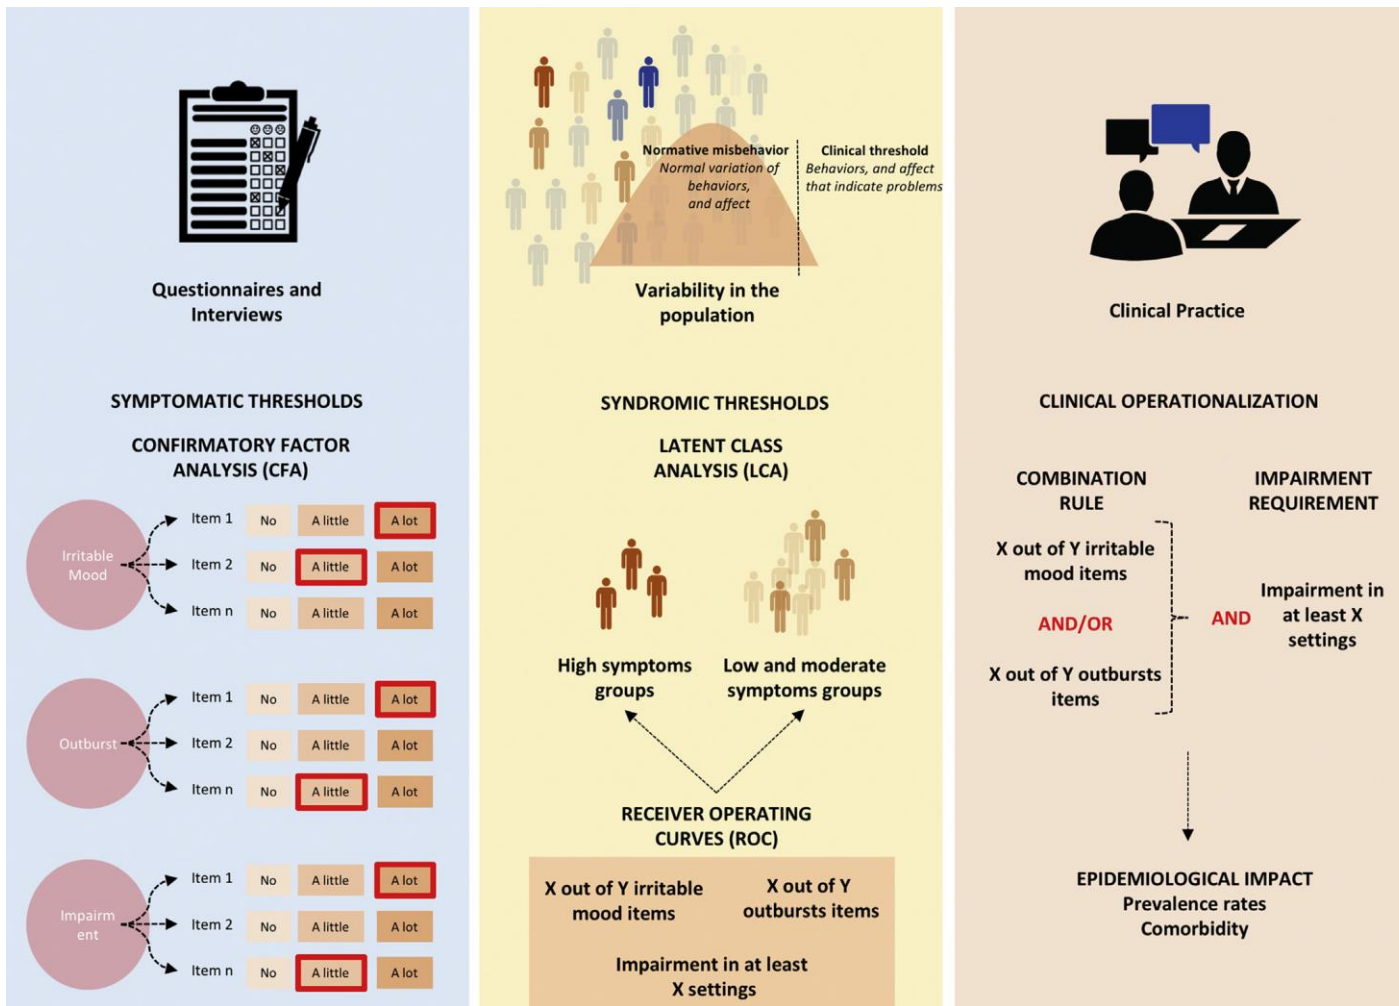 Questionnaires and
Interviews
SYMPTOMATIC THRESHOLDS
CONFIRMATORY FACTOR
ANALYSIS (CFA)
Irritable
Mood
Item 1 No A little A lot
Item 2 No A little A lot
Item n No A little A lot
Outburst
Item 1 No A little A lot
Item 2 No A little A lot
Item n No A little A lot
Impairm
ent
Item 1 No A little A lot
Item 2 No A little A lot
Item n No A little A lot
Normative misbehavior
Normal variation of
behaviors,
and affect
Clinical threshold
Behaviors, and affect
that indicate problems
Variability in the
population
SYNDROMIC THRESHOLDS
LATENT CLASS
ANALYSIS (LCA)
High symptoms
groups
Low and moderate
symptoms groups
RECEIVER OPERATING
CURVES (ROC)
X out of Y irritable
mood items
X out of Y
outbursts items
Impairment in at least
X settings
Clinical Practice
CLINICAL OPERATIONALIZATION
COMBINATION
RULE
X out of Y irritable
mood items
AND/OR
X out of Y outbursts
items
AND
IMPAIRMENT
REQUIREMENT
Impairment in
at least X
settings
EPIDEMIOLOGICAL IMPACT
Prevalence rates
Comorbidity